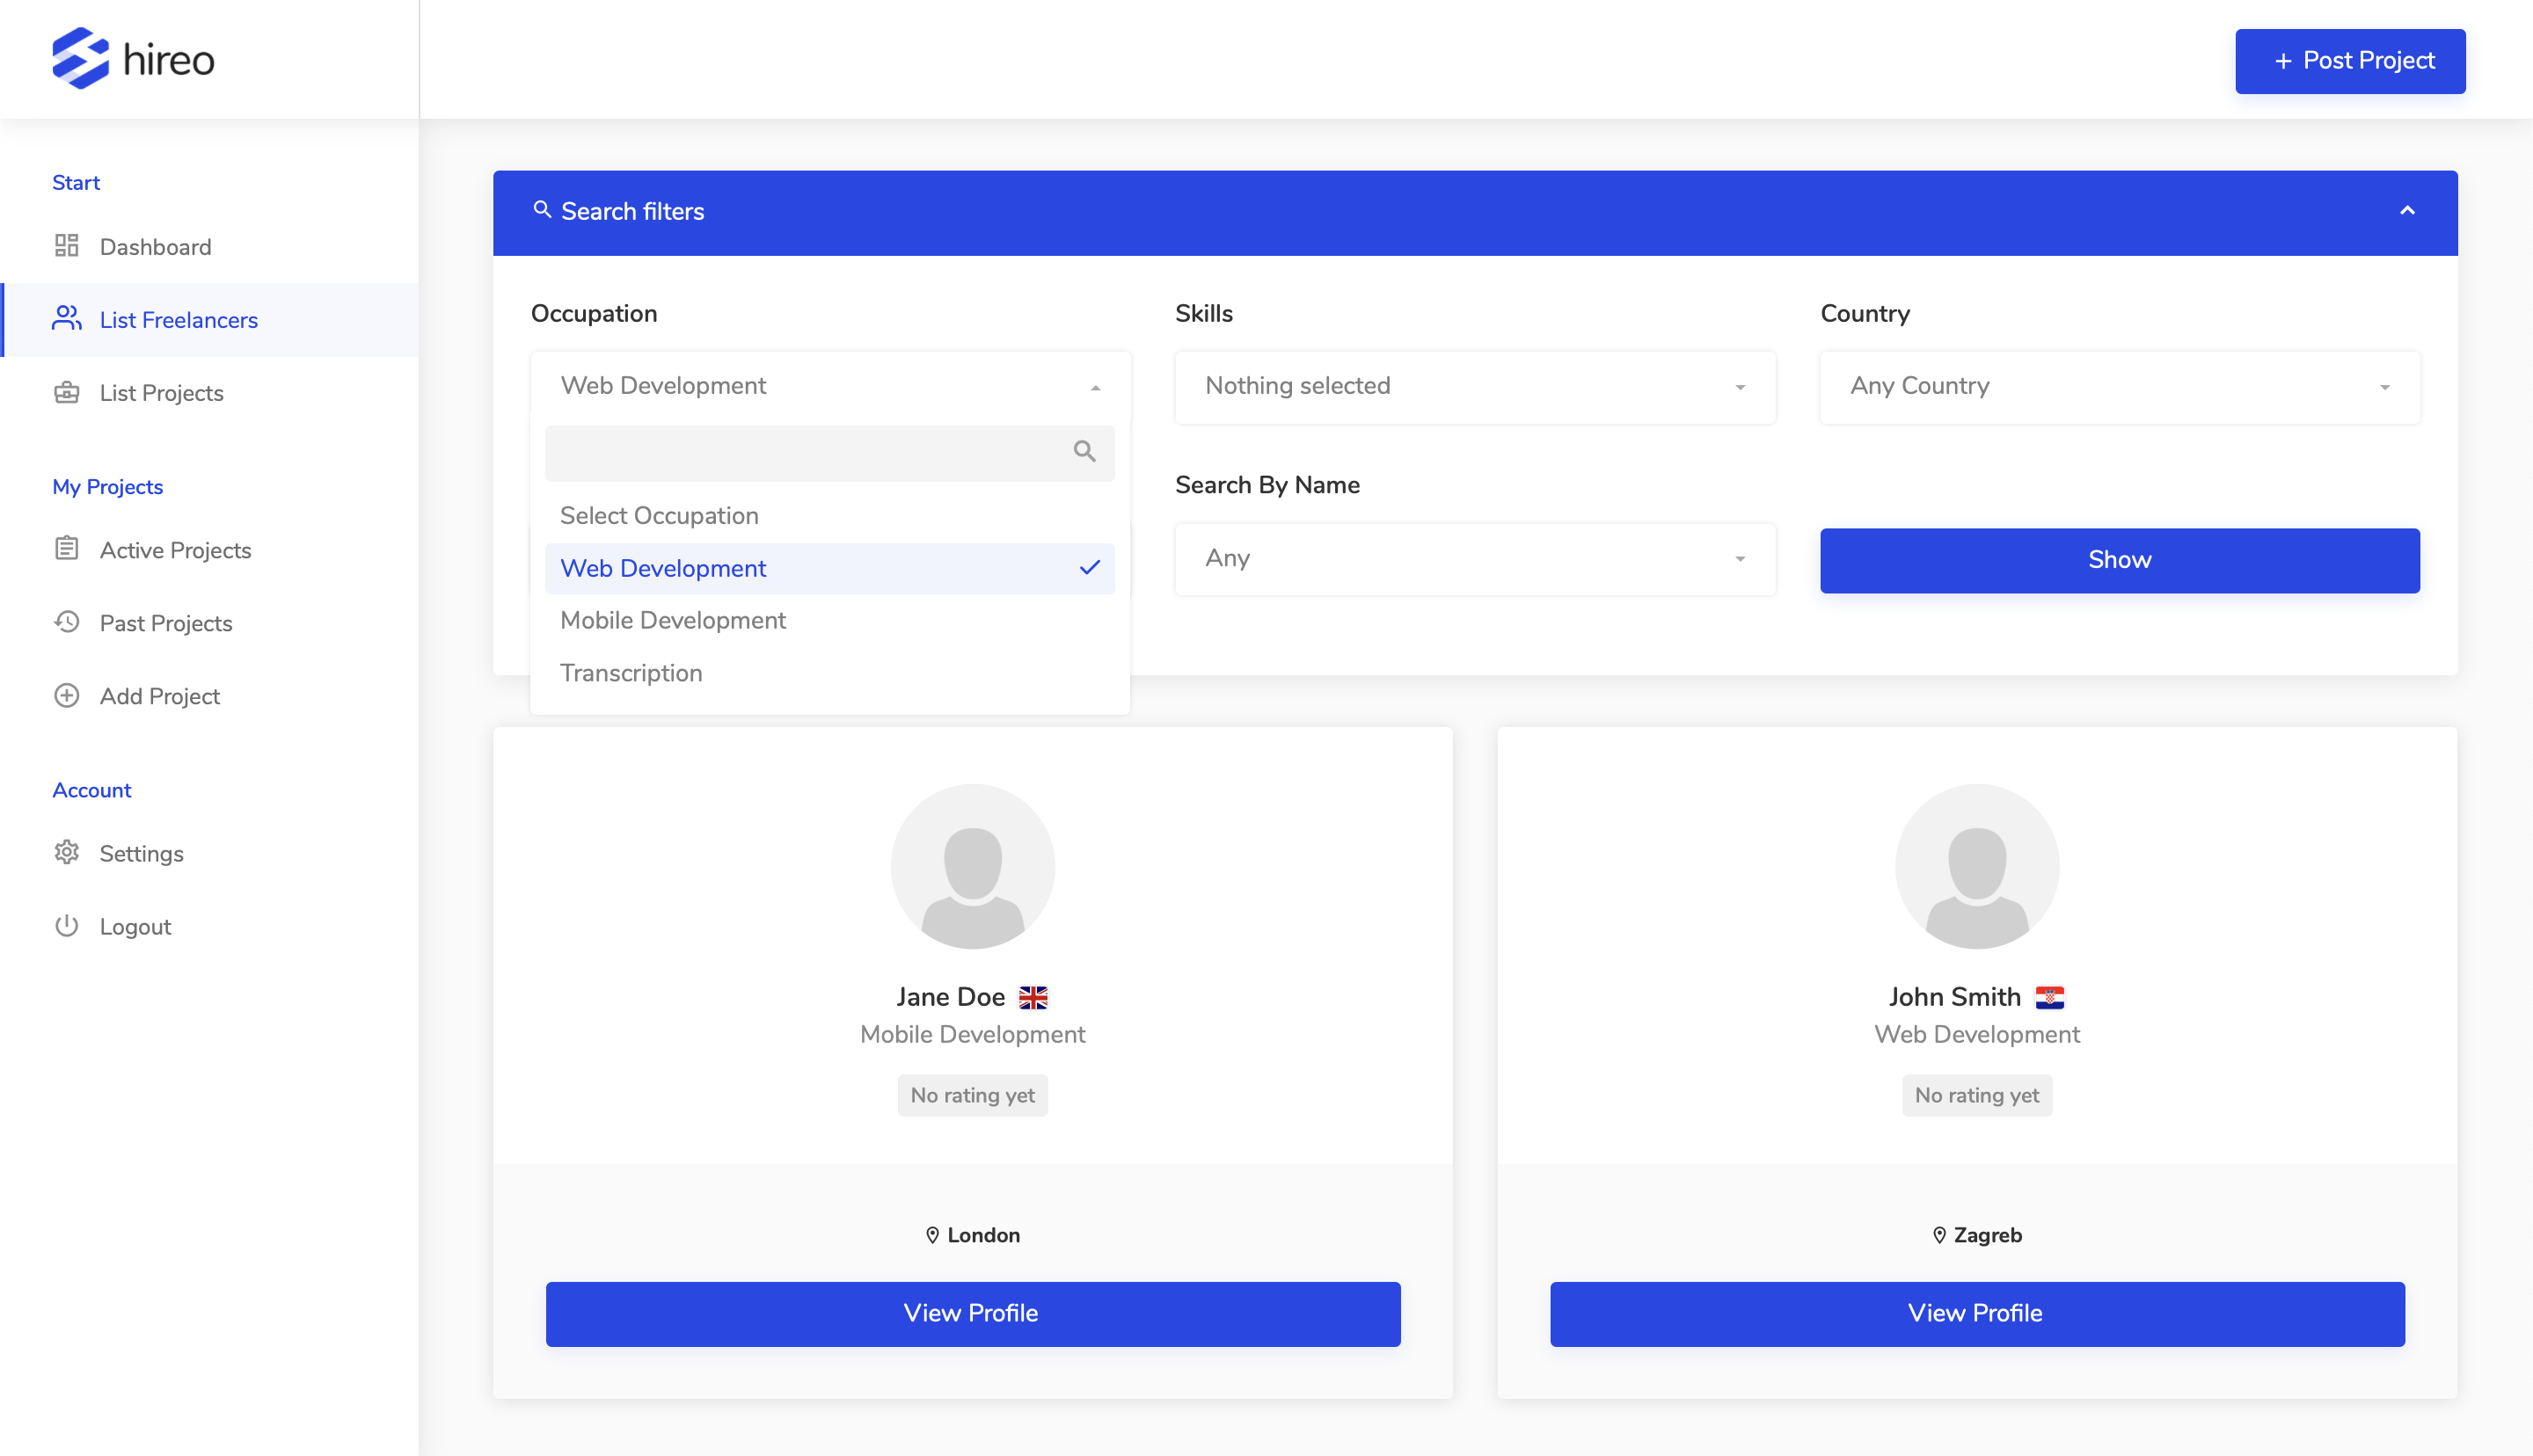 hireo
+ Post Project
Start
Dashboard
List Freelancers
List Projects
My Projects
Active Projects
Past Projects
Add Project
Account
Settings
Logout
Search filters
Occupation
Skills
Country
Web Development
Nothing selected
Any Country
Select Occupation
Web Development
Mobile Development
Transcription
Search By Name
Any
Show
Jane Doe
Mobile Development
No rating yet
London
View Profile
John Smith
Web Development
No rating yet
Zagreb
View Profile